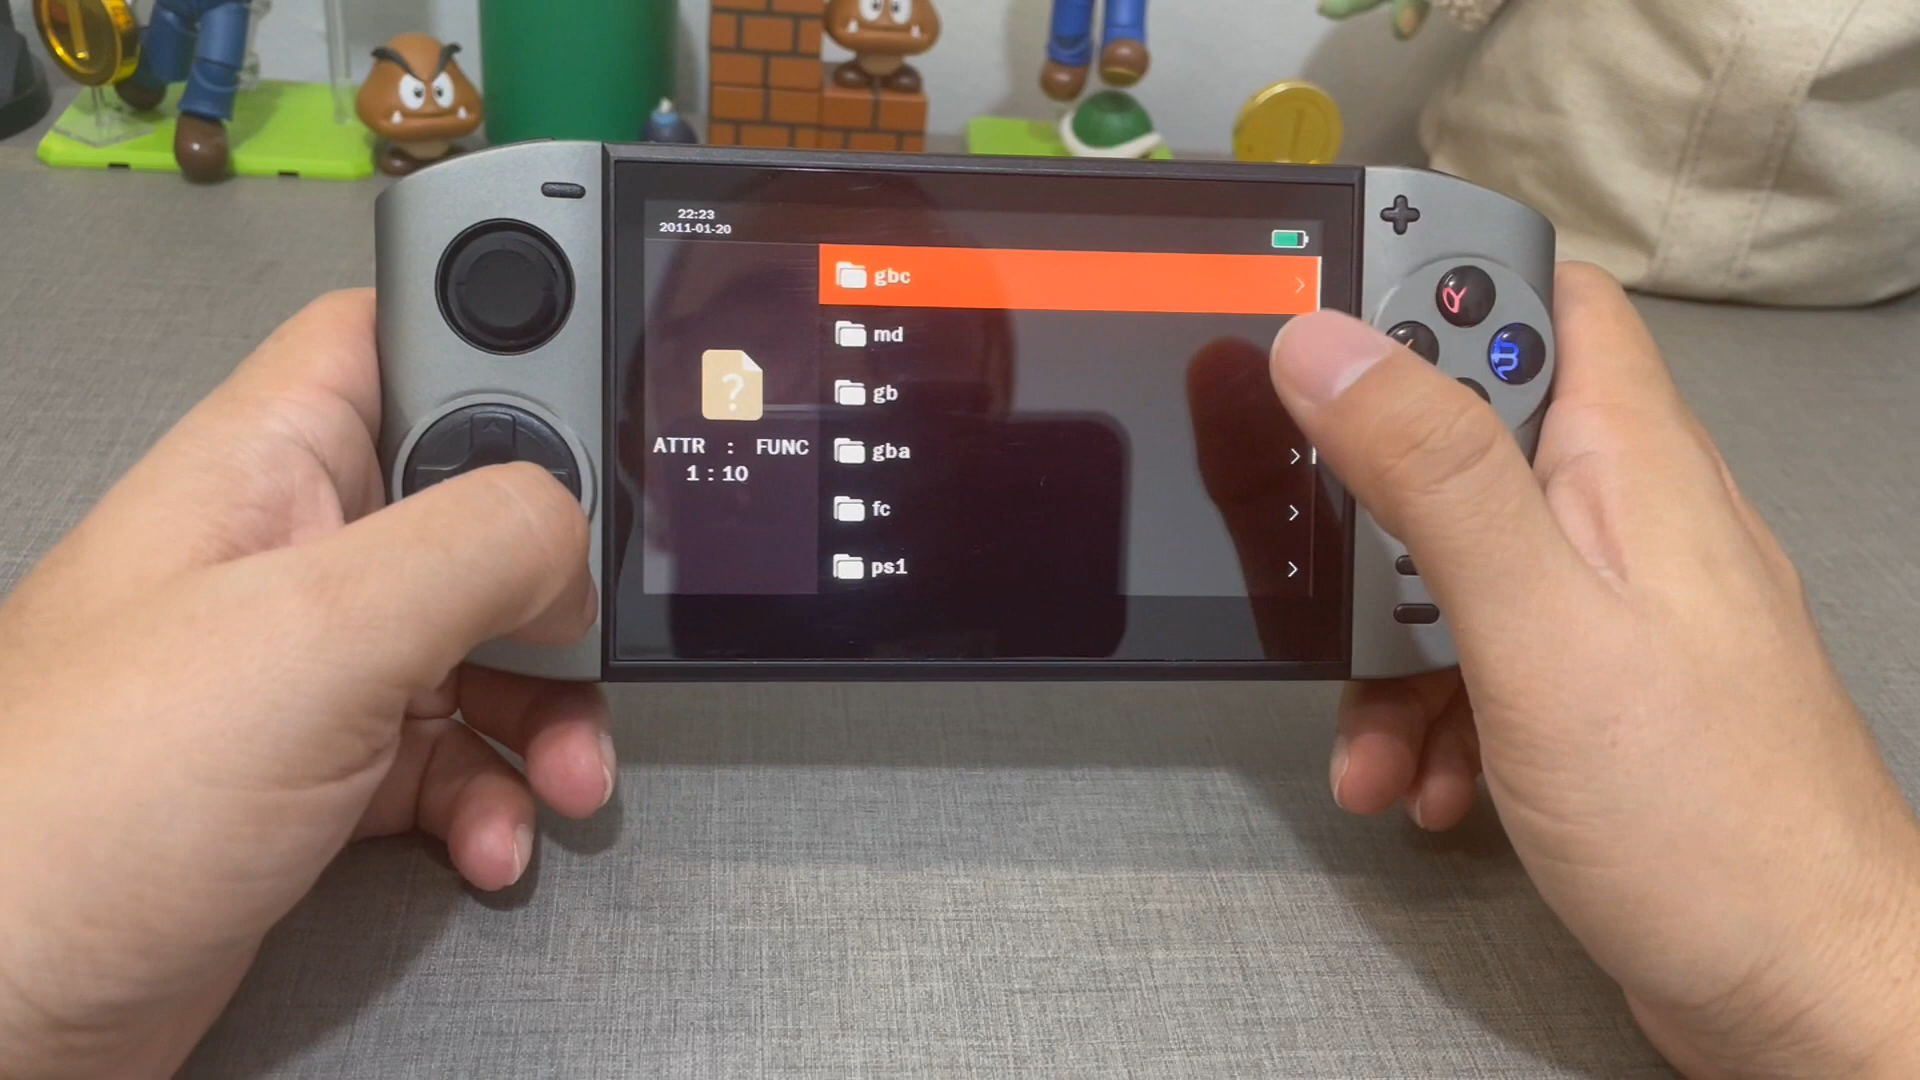 22:23
2011-01-20
gbc
md
gb
gba
fc
ps1
ATTR : FUNC
1 : 10
?
Y
B